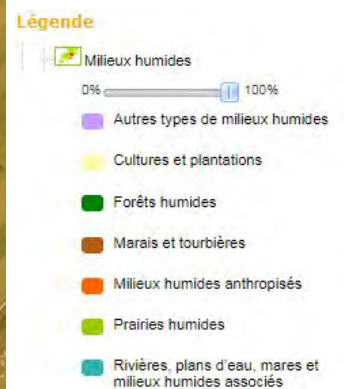 Légende
Milieux humides
0% 100%
Autres types de milieux humides
Cultures et plantations
Forêts humides
Marais et tourbières
Milieux humides anthropisés
Prairies humides
Rivières, plans d'eau, mares et
milieux humides associés